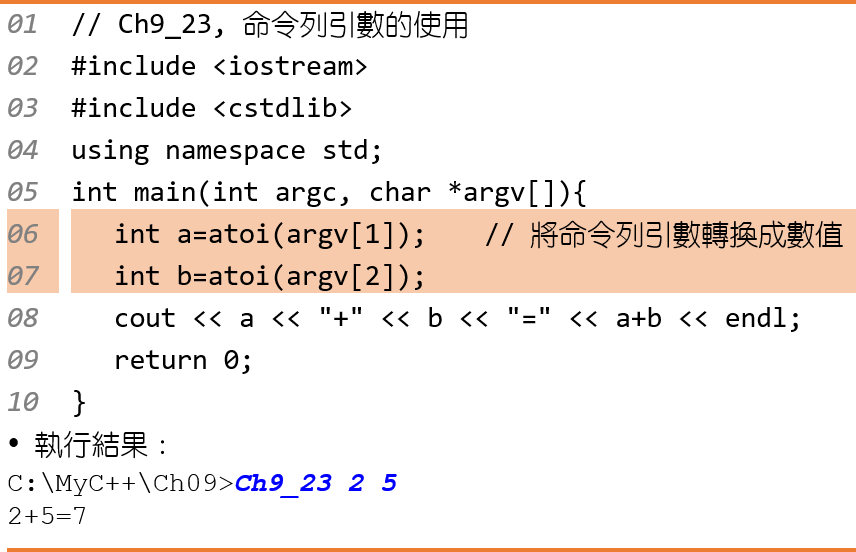 01 // Ch9_23, 命令列引數的使用
02 #include <iostream>
03 #include <cstdlib>
04 using namespace std;
05 int main(int argc, char *argv[]){
06 int a=atoi(argv[1]); // 將命令列引數轉換成數值
07 int b=atoi(argv[2]);
08 cout << a << "+" << b << "=" << a+b << endl;
09 return 0;
10 }
• 執行結果：
C:\MyC++\Ch09>Ch9_23 2 5
2+5=7